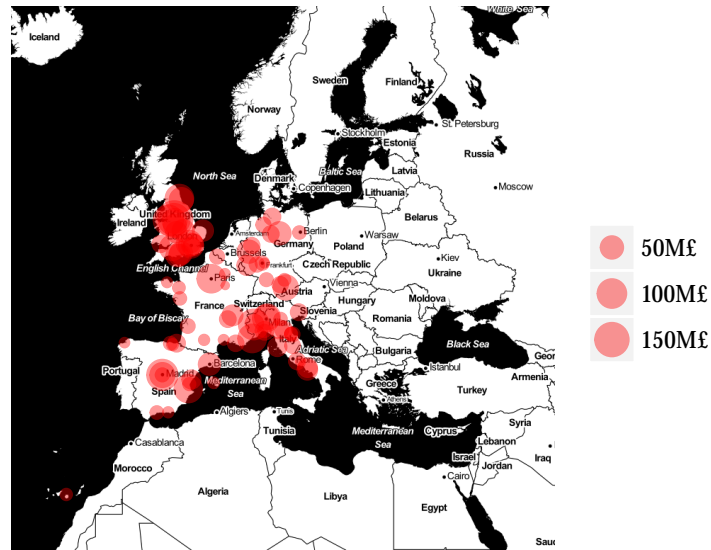 White Sea
Iceland
Sweden
Finland
Norway
St. Petersburg
Stockholm
Estonia
Russia
North Sea
Baltic Sea
Latvia
Denmark
Copenhagen
Lithuania
Moscow
United Kingdom
Ireland
Belarus
Amsterdam
Berlin
Warsaw
Germany
Poland
Brussels
Kiev
English Channel
Frankfurt
Czech Republic
Ukraine
Paris
Vienna
Austria
Hungary
Moldova
France
Switzerland
Slovenia
Bay of Biscay
Milan
Romania
Italy
Adriatic Sea
Bulgaria
Black Sea
Rome
Geor
Portugal
Barcelona
Istanbul
Armenia
Madrid
Mediterranean
Sea
Spain
Greece
Turkey
Athens
Algiers
Tunis
Syria
Casablanca
Tunisia
Mediterranean
Sea
Cyprus
Lebanon
Israel
Iraq
Morocco
Jordan
Cairo
Algeria
Libya
Egypt
Saud
50M£
100M£
150M£